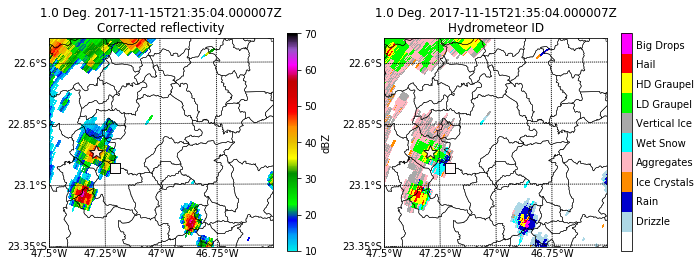 1.0 Deg. 2017-11-15T21:35:04.000007Z
Corrected reflectivity
22.6°S
22.85°S
23.1°S
23.35°S
47.5°W
47.25°W
47°W
46.75°W
70
60
50
40
30
20
10
dBZ
1.0 Deg. 2017-11-15T21:35:04.000007Z
Hydrometeor ID
22.6°S
22.85°S
23.1°S
23.35°S
47.5°W
47.25°W
47°W
46.75°W
Big Drops
Hail
HD Graupel
LD Graupel
Vertical Ice
Wet Snow
Aggregates
Ice Crystals
Rain
Drizzle